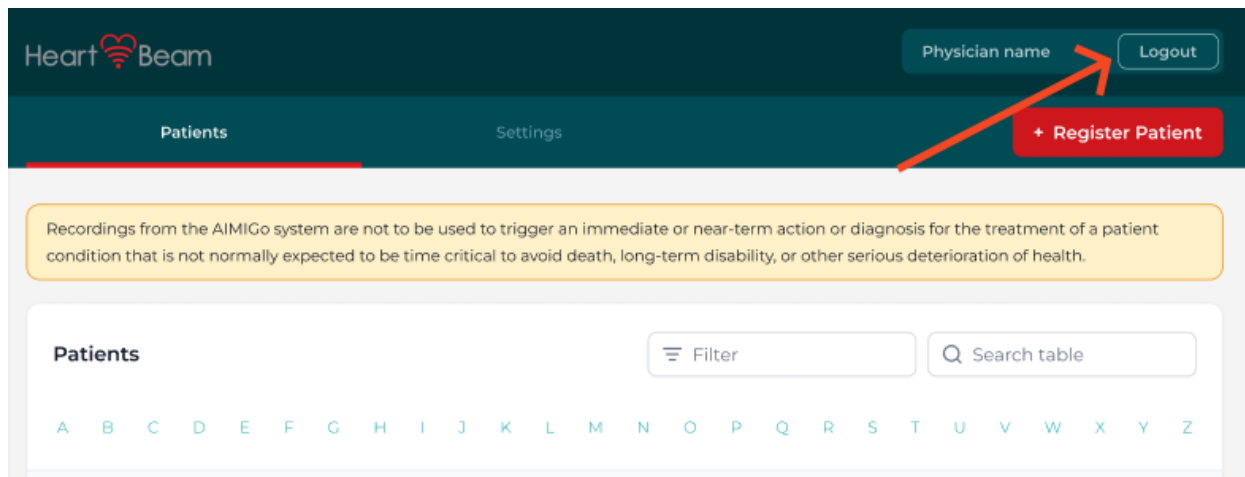 HeartBeam
Physician name
Logout
Patients
Settings
+ Register Patient
Recordings from the AIMIGo system are not to be used to trigger an immediate or near-term action or diagnosis for the treatment of a patient
condition that is not normally expected to be time critical to avoid death, long-term disability, or other serious deterioration of health.
Patients
Filter
Search table
A B C D E F G H I J K L M N O P Q R S T U V W X Y Z